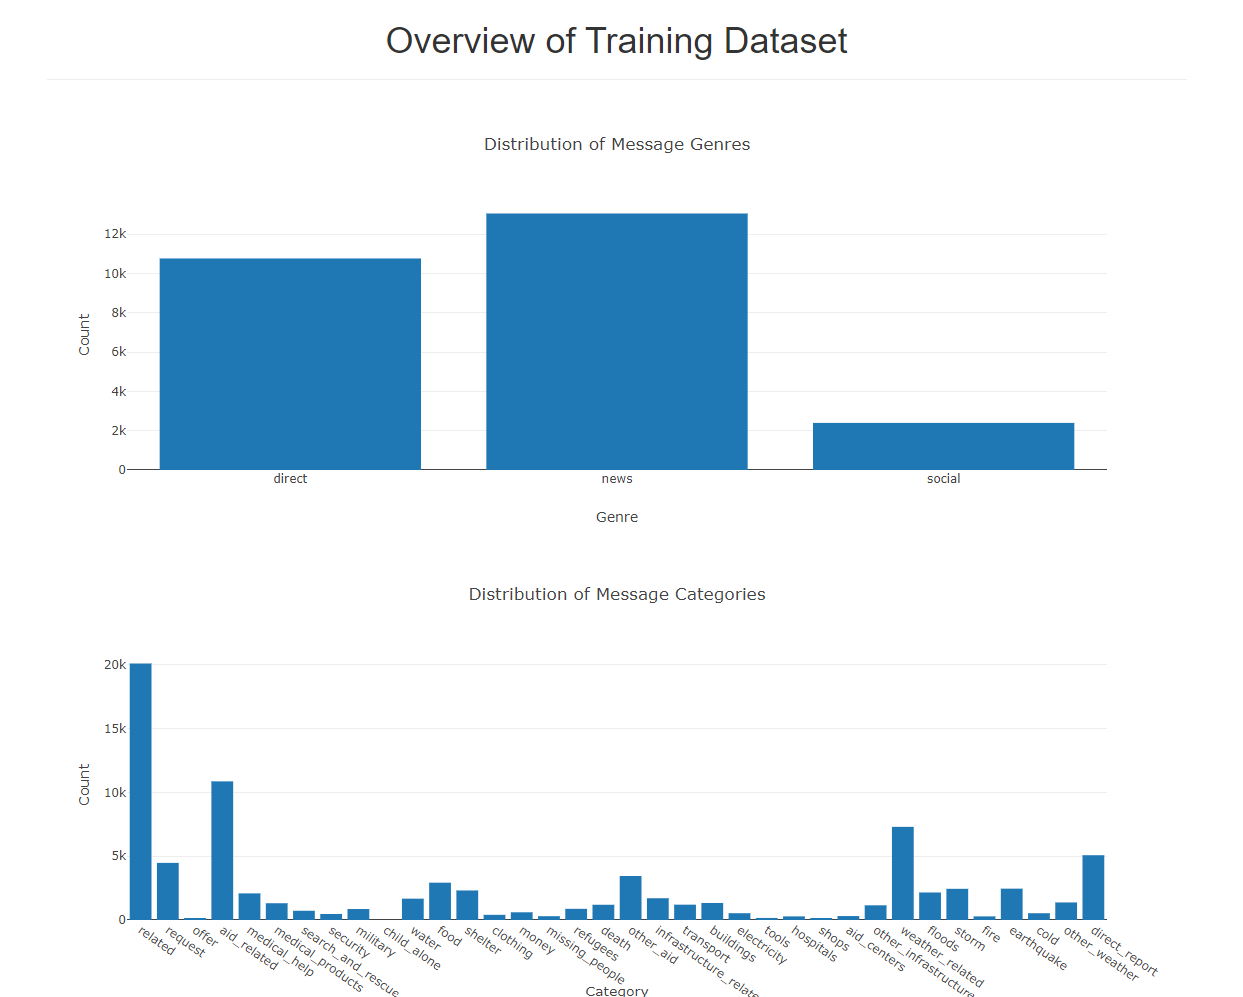 Overview of Training Dataset
Distribution of Message Genres
12k
10k
8k
6k
4k
2k
0
Count
direct
news
social
Genre
Distribution of Message Categories
20k
15k
10k
5k
0
Count
related
request
offer
aid_related
medical_help
medical_products
search_and_rescue
security
military
child_alone
water
food
shelter
clothing
money
missing_people
refugees
death
other_aid
infrastructure_relate
transport
buildings
electricity
tools
hospitals
shops
aid_centers
other_infrastructure
weather_related
floods
storm
fire
earthquake
cold
other_weather
direct_report
Category